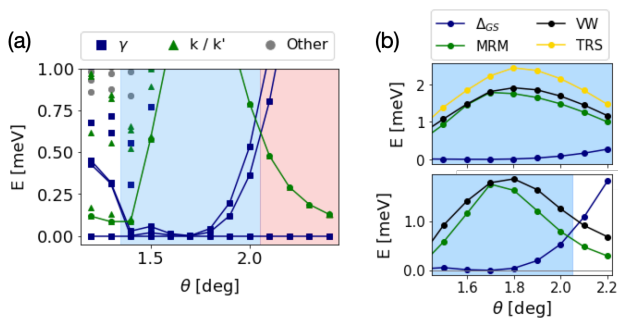 (a)
γ k / k' Other
E [meV]
1.00
0.75
0.50
0.25
0.00
1.5 2.0
θ [deg]
(b)
Δ_GS VW
MRM TRS
E [meV]
2
1
0
E [meV]
1.0
0.0
1.6 1.8 2.0 2.2
θ [deg]